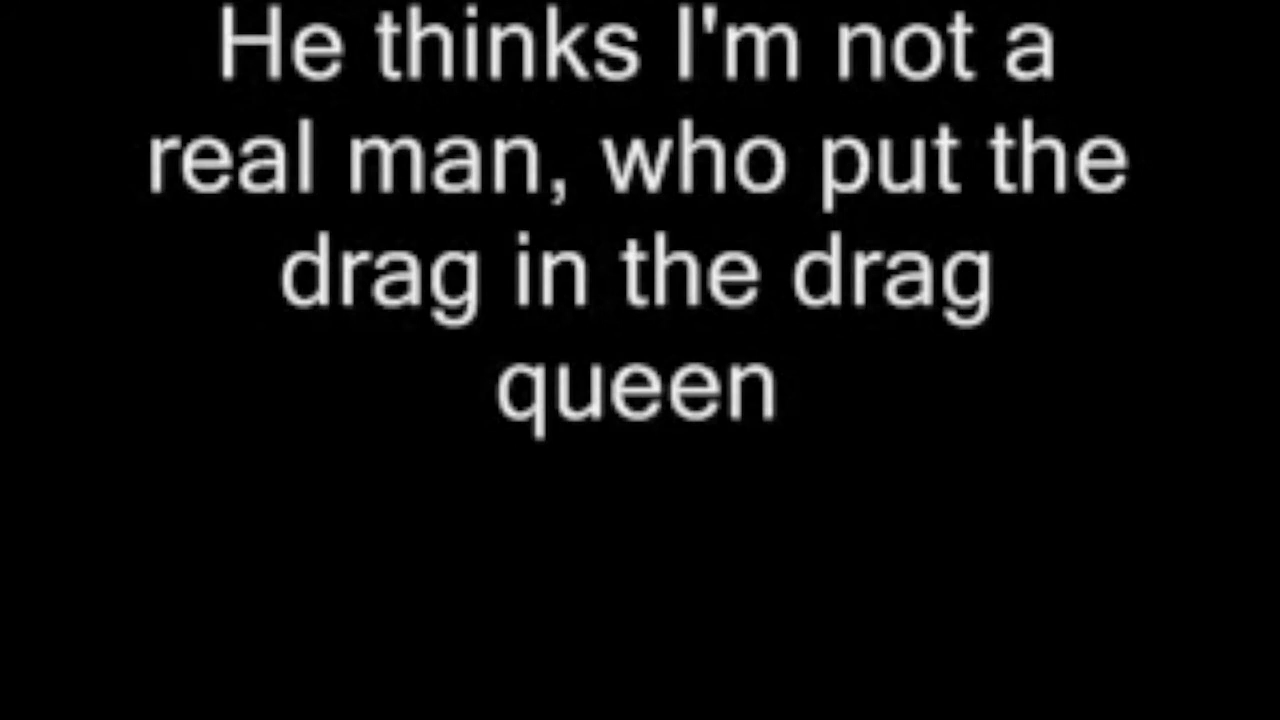 He thinks I'm not a
real man, who put the
drag in the drag
queen